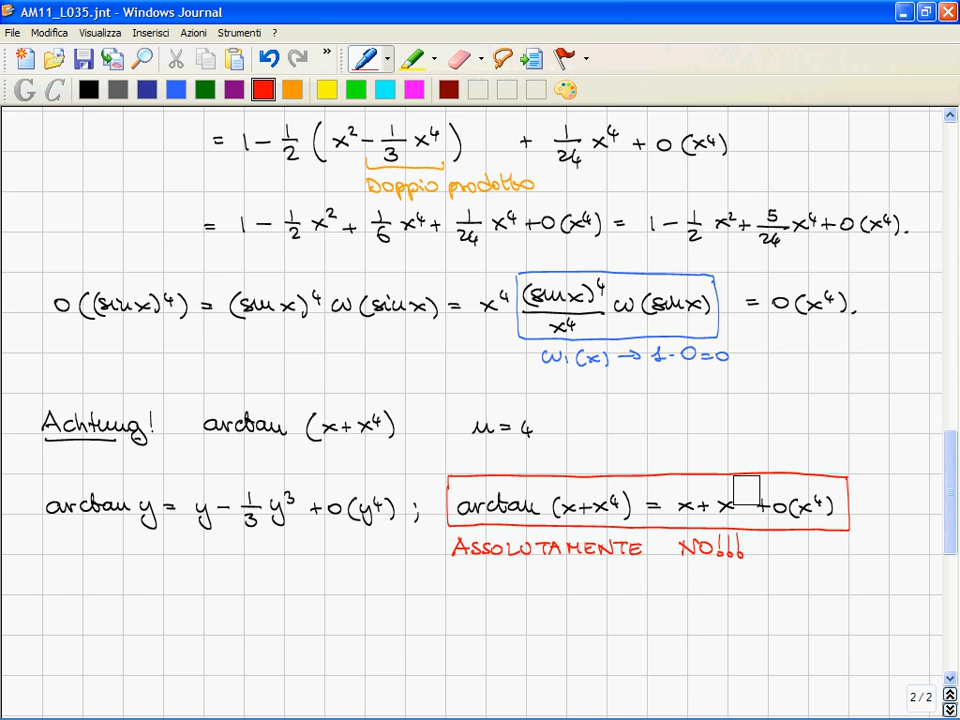 AM11_L035.jnt - Windows Journal
File Modifica Visualizza Inserisci Azioni Strumenti ?
»
G C
= 1 - 1/2 (x² - 1/3 x⁴) + 1/24 x⁴ + o(x⁴)
Doppio prodotto
= 1 - 1/2 x² + 1/6 x⁴ + 1/24 x⁴ + o(x⁴) = 1 - 1/2 x² + 5/24 x⁴ + o(x⁴).
o((sin x)⁴) = (sin x)⁴ ω(sin x) = x⁴ (sin x)⁴/x⁴ ω(sin x) = o(x⁴).
ω₁(x) → 1·0=0
Achtung! arctan (x+x⁴) n = 4
arctan y = y - 1/3 y³ + o(y⁴) ; arctan (x+x⁴) = x + x +o(x⁴)
ASSOLUTAMENTE NO!!!
2 / 2